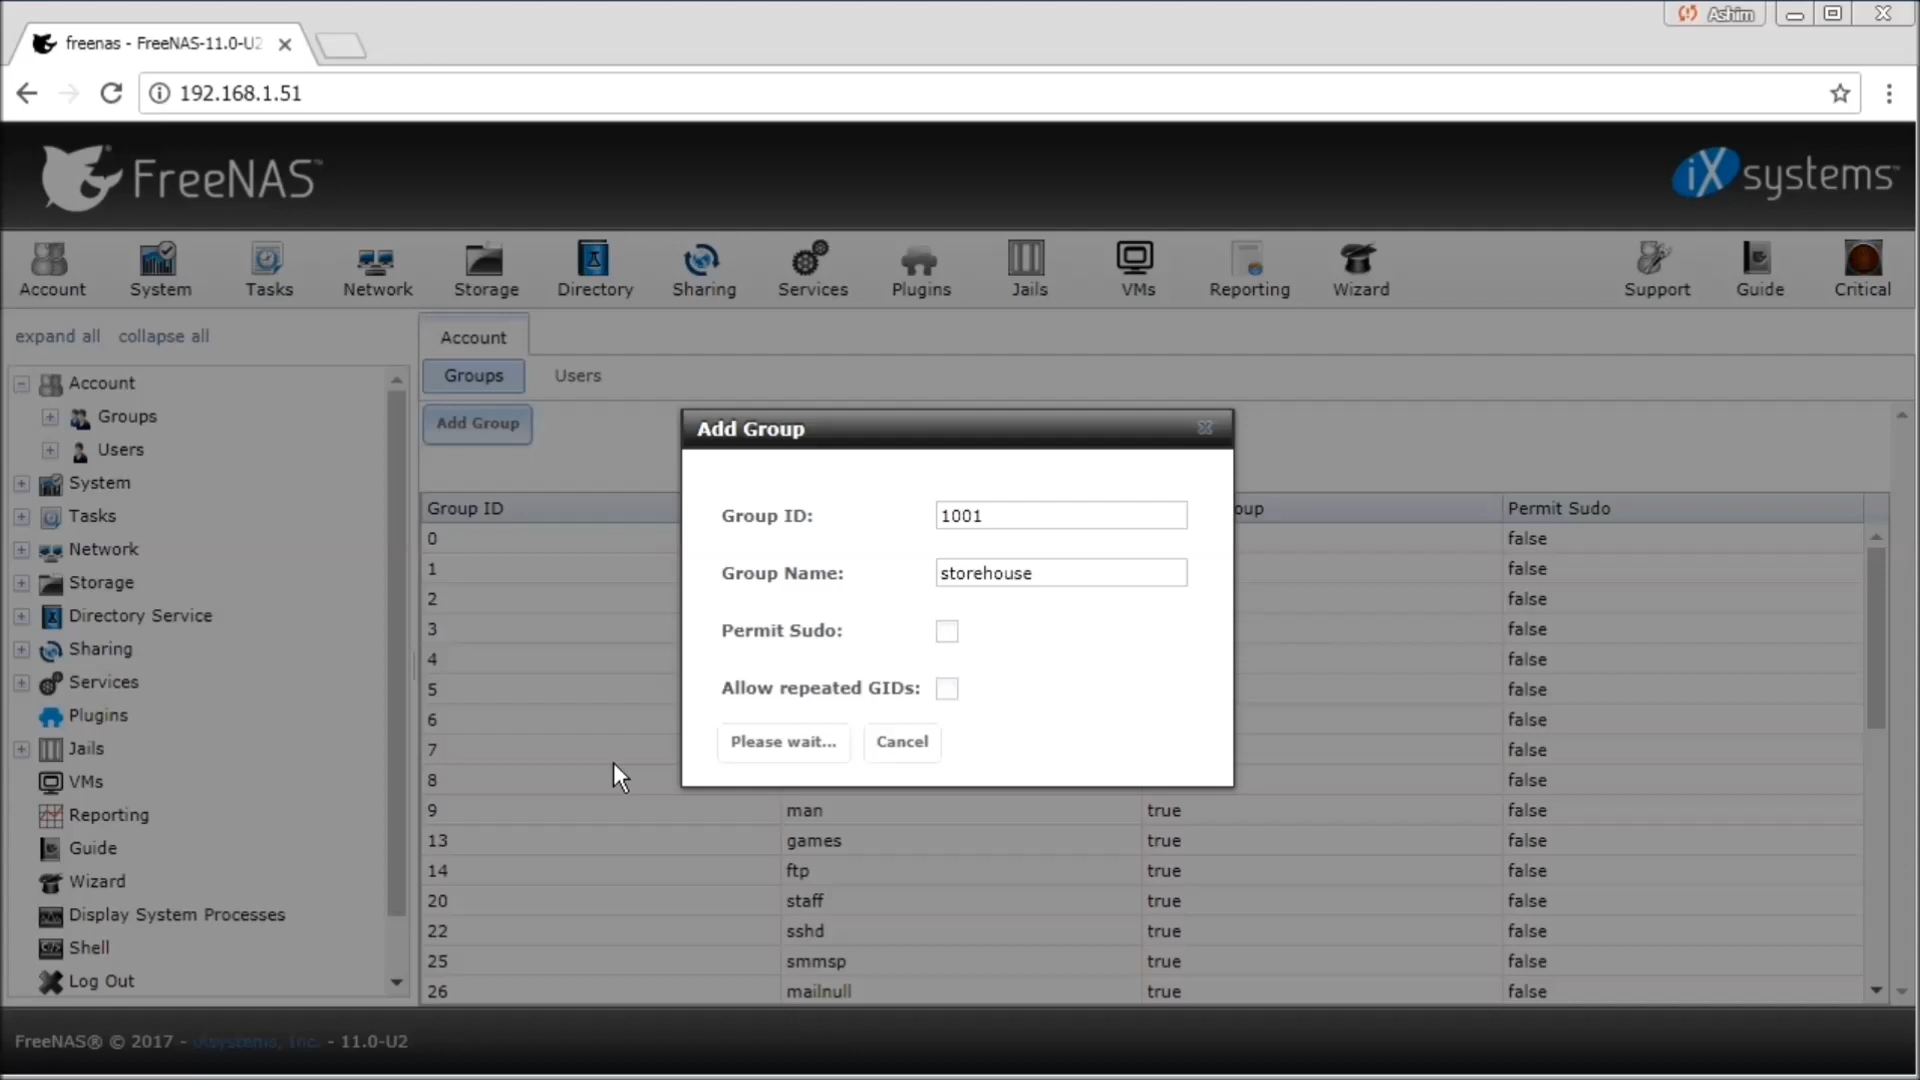 Ashim
freenas - FreeNAS-11.0-U2
192.168.1.51
FreeNAS™
iXsystems™
Account System Tasks Network Storage Directory Sharing Services Plugins Jails VMs Reporting Wizard Support Guide Critical
expand all collapse all
Account
Groups
Users
System
Tasks
Network
Storage
Directory Service
Sharing
Services
Plugins
Jails
VMs
Reporting
Guide
Wizard
Display System Processes
Shell
Log Out
Account
Groups Users
Add Group
Group ID oup Permit Sudo
0 false
1 false
2 false
3 false
4 false
5 false
6 false
7 false
8 false
9 man true false
13 games true false
14 ftp true false
20 staff true false
22 sshd true false
25 smmsp true false
26 mailnull true false
Add Group
Group ID: 1001
Group Name: storehouse
Permit Sudo:
Allow repeated GIDs:
Please wait... Cancel
FreeNAS® © 2017 - iXsystems, Inc. - 11.0-U2